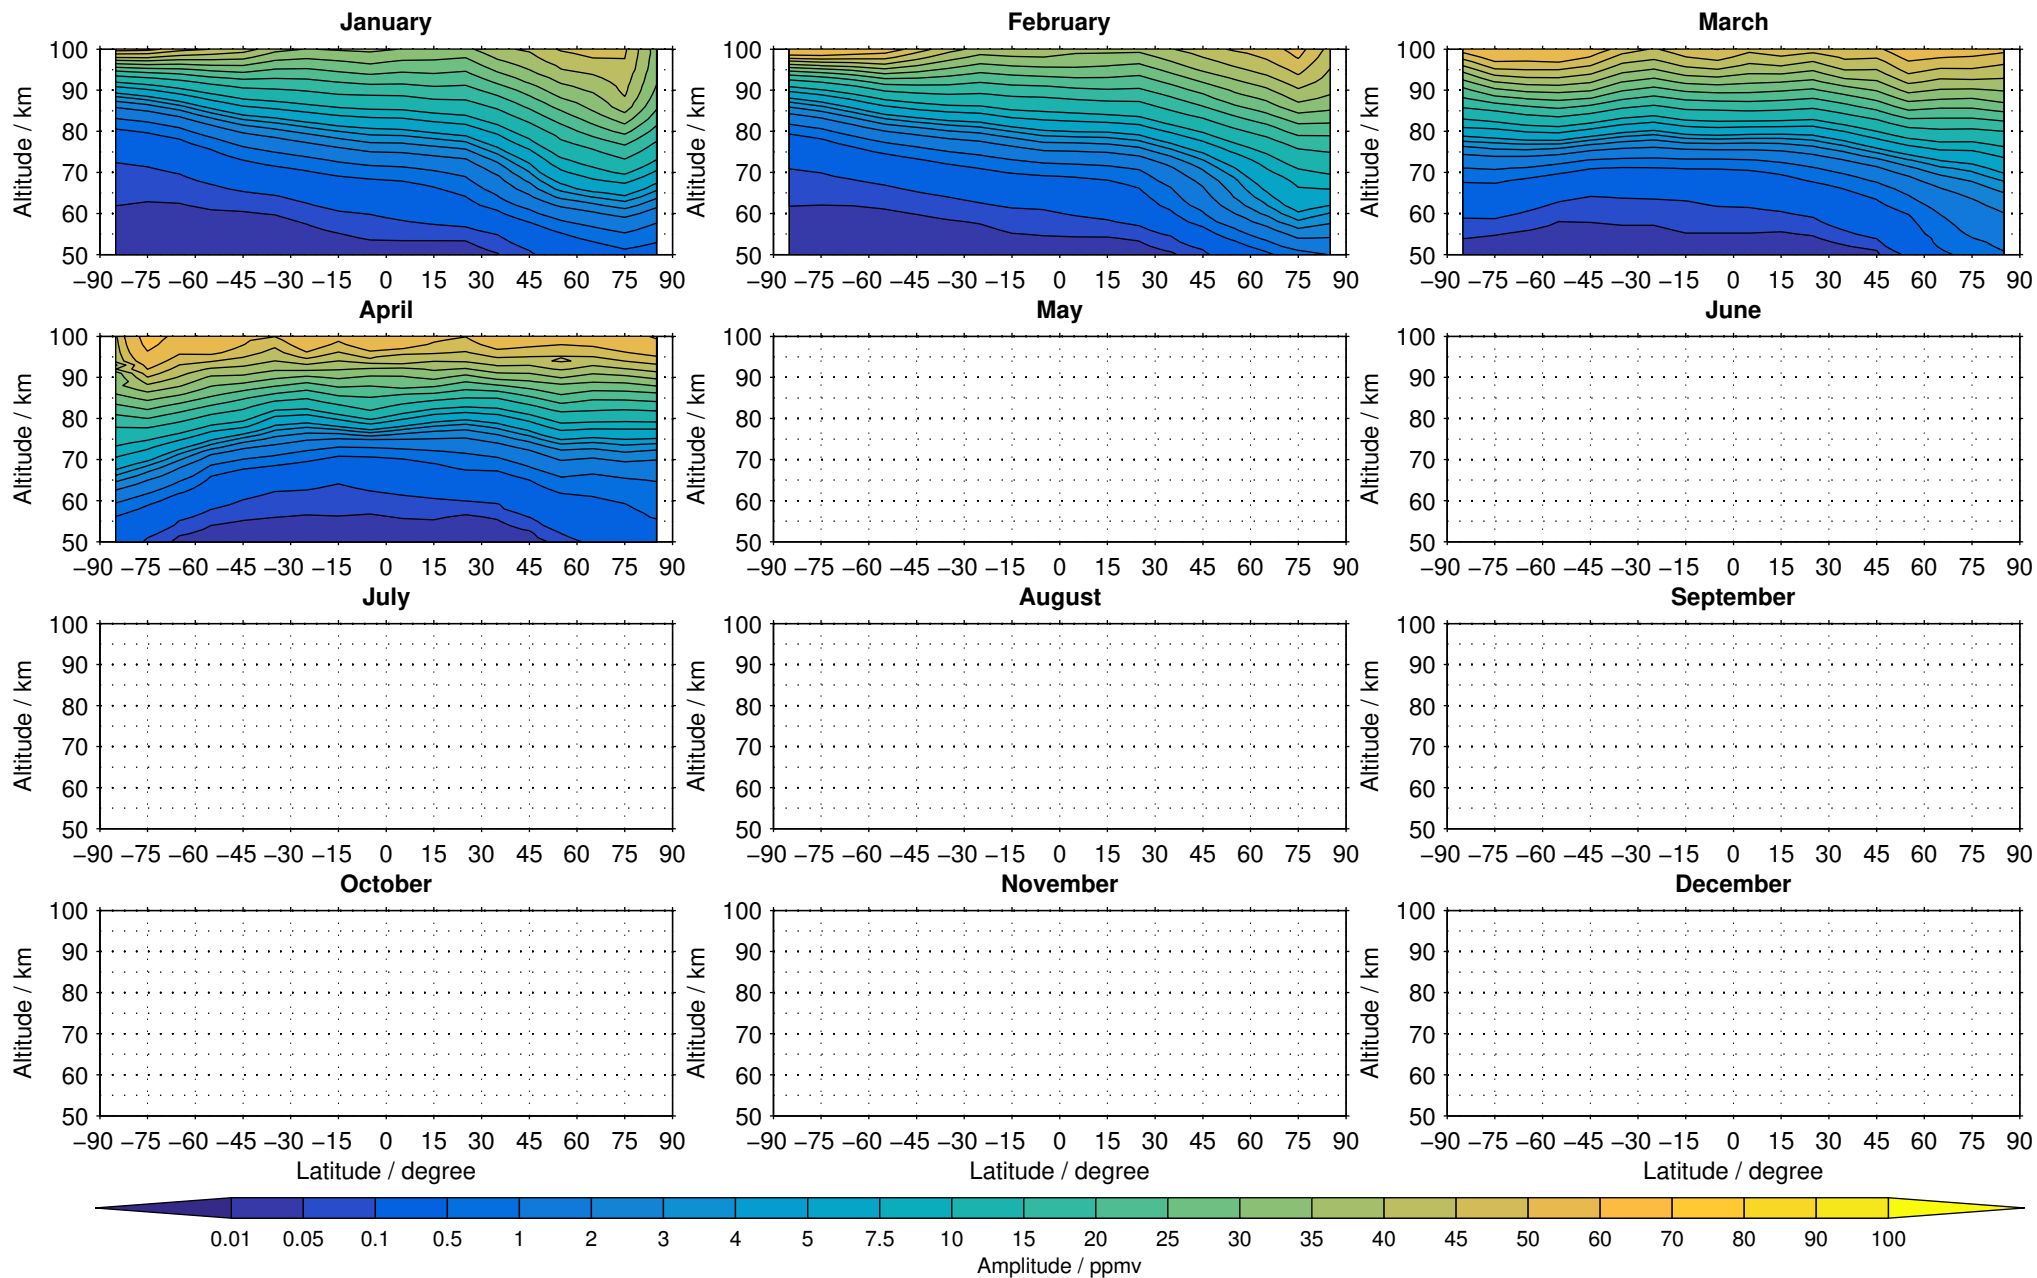 January February March
100 100 100
90 90 90
80 80 80
70 70 70
60 60 60
50 50 50
Altitude / km Altitude / km Altitude / km
−90 −75 −60 −45 −30 −15 0 15 30 45 60 75 90 −90 −75 −60 −45 −30 −15 0 15 30 45 60 75 90 −90 −75 −60 −45 −30 −15 0 15 30 45 60 75 90
April May June
100 100 100
90 90 90
80 80 80
70 70 70
60 60 60
50 50 50
Altitude / km Altitude / km Altitude / km
−90 −75 −60 −45 −30 −15 0 15 30 45 60 75 90 −90 −75 −60 −45 −30 −15 0 15 30 45 60 75 90 −90 −75 −60 −45 −30 −15 0 15 30 45 60 75 90
July August September
100 100 100
90 90 90
80 80 80
70 70 70
60 60 60
50 50 50
Altitude / km Altitude / km Altitude / km
−90 −75 −60 −45 −30 −15 0 15 30 45 60 75 90 −90 −75 −60 −45 −30 −15 0 15 30 45 60 75 90 −90 −75 −60 −45 −30 −15 0 15 30 45 60 75 90
October November December
100 100 100
90 90 90
80 80 80
70 70 70
60 60 60
50 50 50
Altitude / km Altitude / km Altitude / km
−90 −75 −60 −45 −30 −15 0 15 30 45 60 75 90 −90 −75 −60 −45 −30 −15 0 15 30 45 60 75 90 −90 −75 −60 −45 −30 −15 0 15 30 45 60 75 90
Latitude / degree Latitude / degree Latitude / degree
0.01 0.05 0.1 0.5 1 2 3 4 5 7.5 10 15 20 25 30 35 40 45 50 60 70 80 90 100
Amplitude / ppmv